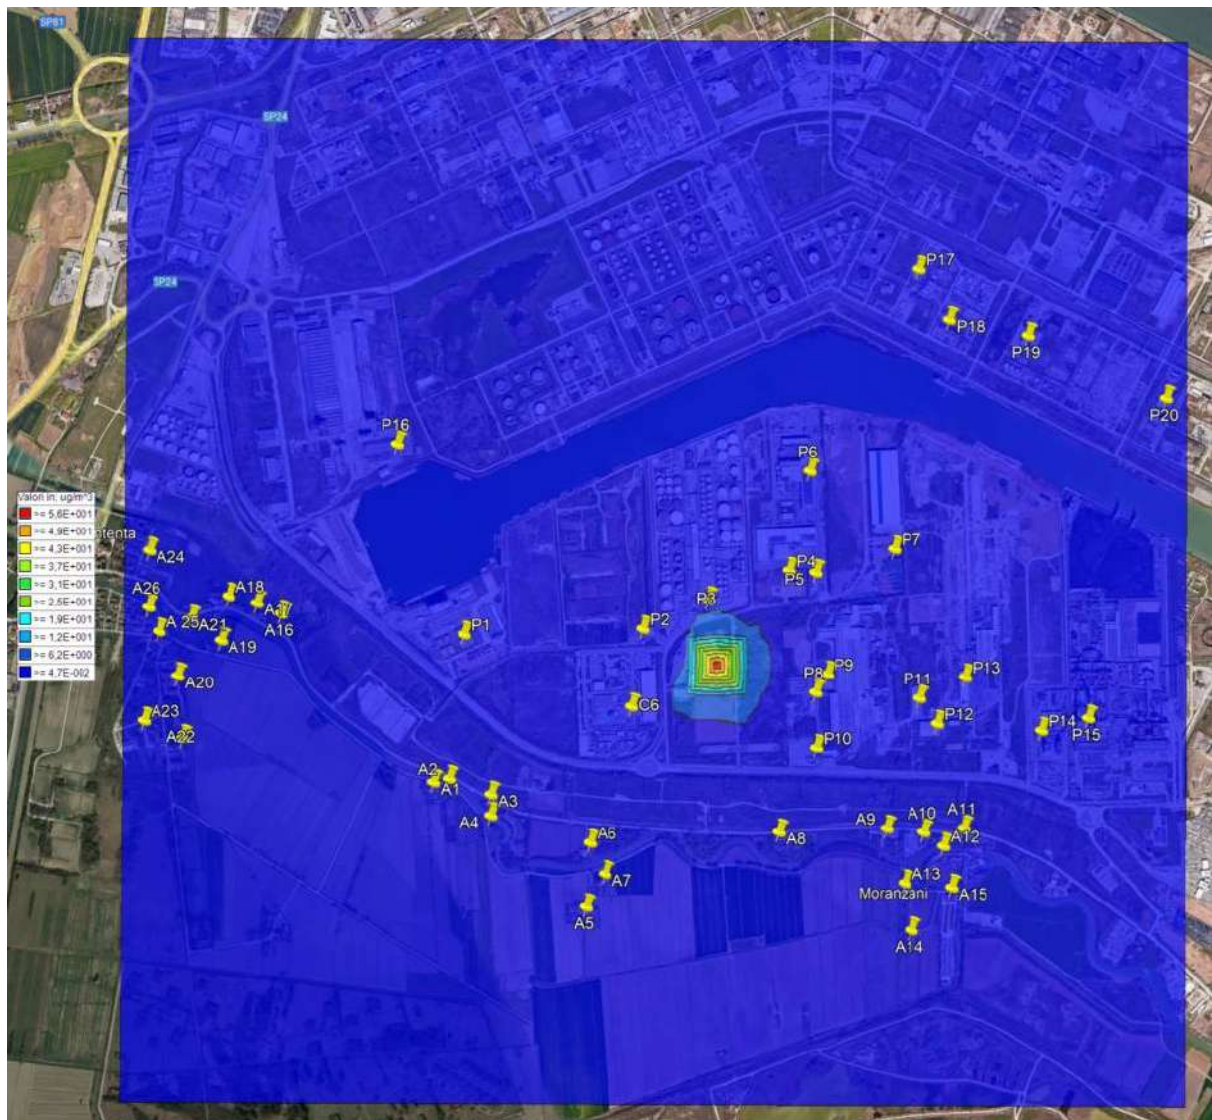 SP81
SP24
SP24
P17
P18
P19
P20
P16
P6
Valori in: ug/m^3
>= 5,6E+001
>= 4,9E+001
>= 4,3E+001
>= 3,7E+001
>= 3,1E+001
>= 2,5E+001
>= 1,9E+001
>= 1,2E+001
>= 6,2E+000
>= 4,7E-002
A24
P7
P4
P5
A26
A18
A27
A16
P3
A25
A21
A19
P1
P2
A20
P9
P8
P13
P11
A23
C6
P12
P14
P15
A22
P10
A2
A1
A3
A4
A6
A8
A9
A10
A11
A12
A7
A13
Moranzani
A15
A5
A14